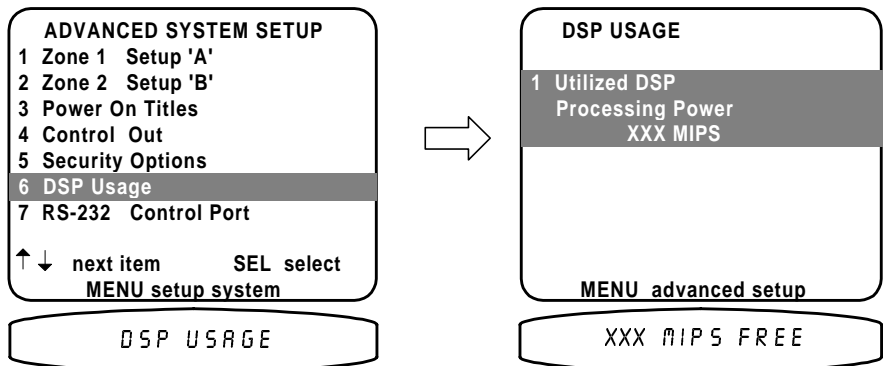 ADVANCED SYSTEM SETUP
1 Zone 1 Setup 'A'
2 Zone 2 Setup 'B'
3 Power On Titles
4 Control Out
5 Security Options
6 DSP Usage
7 RS-232 Control Port
↑↓ next item SEL select
MENU setup system
DSP USAGE
DSP USAGE
1 Utilized DSP
Processing Power
XXX MIPS
MENU advanced setup
XXX MIPS FREE